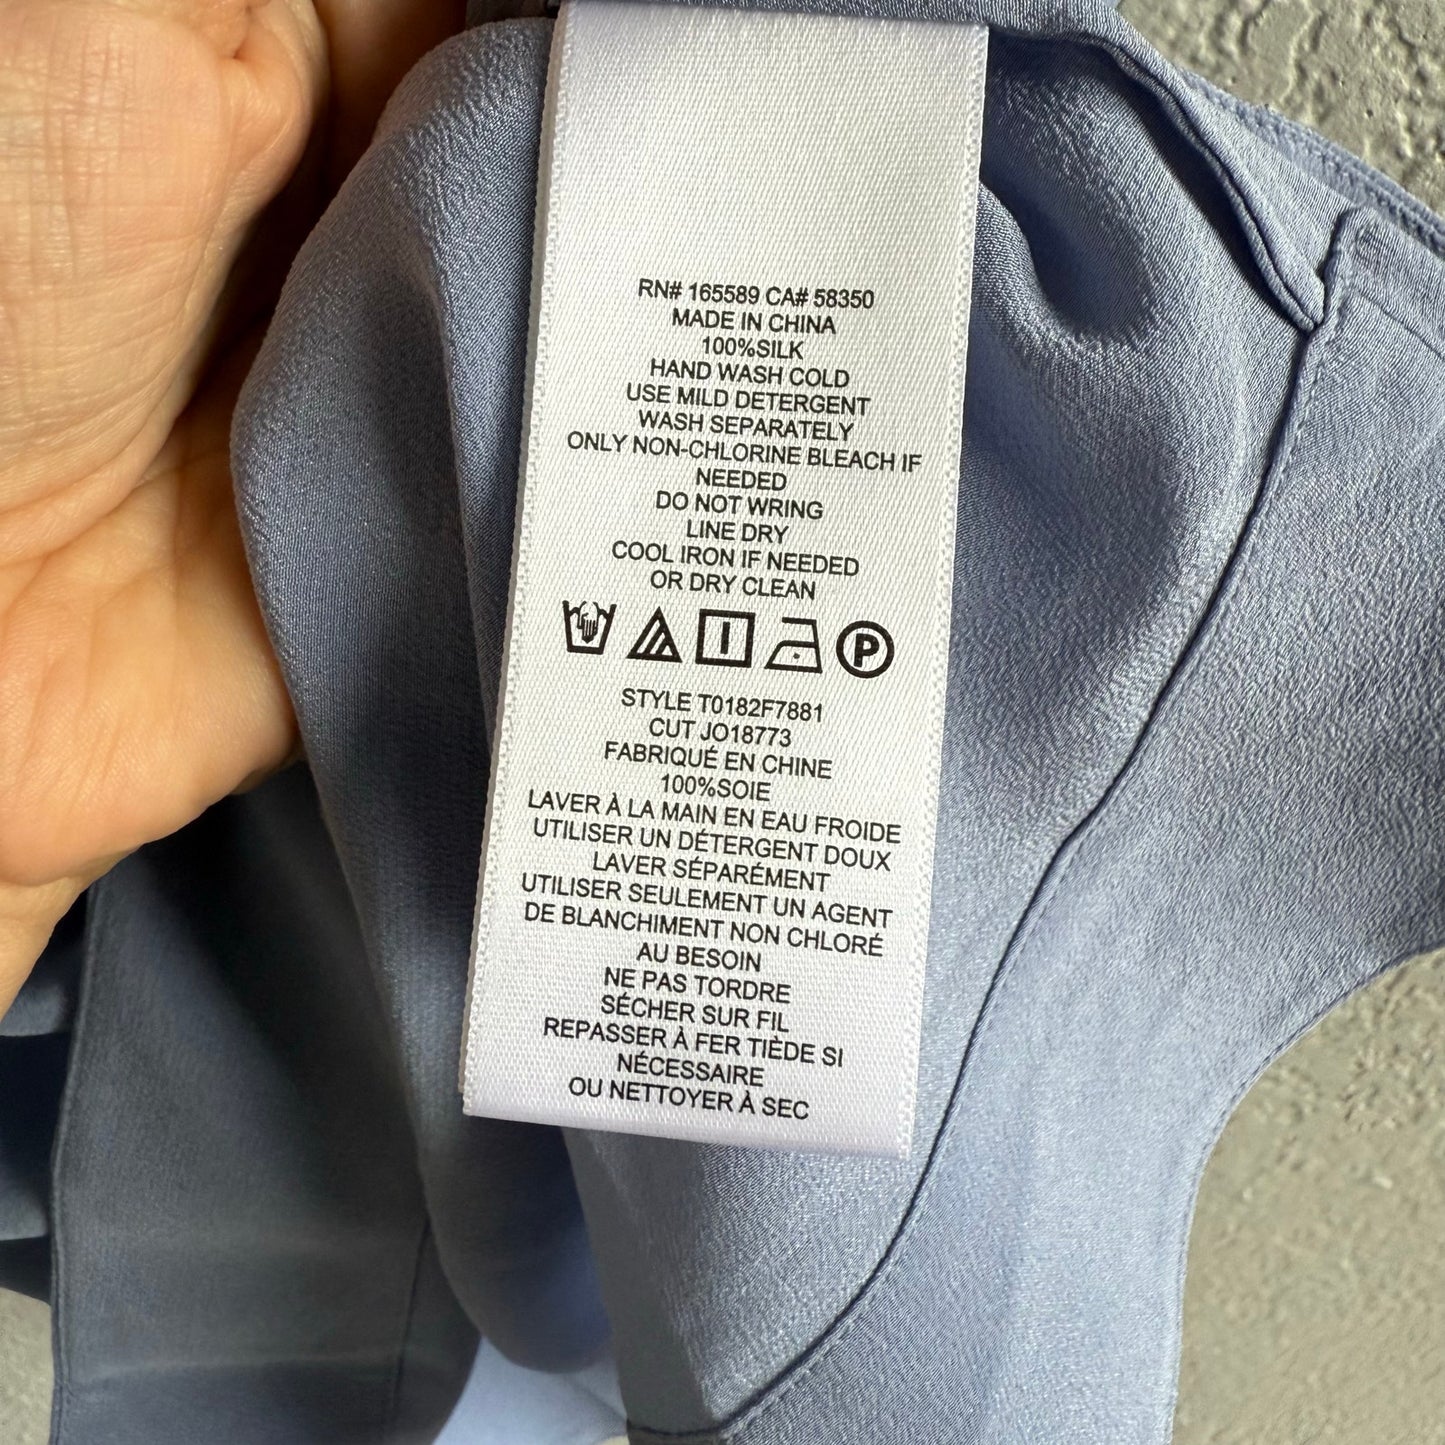 RN# 165589 CA# 58350
MADE IN CHINA
100%SILK
HAND WASH COLD
USE MILD DETERGENT
WASH SEPARATELY
ONLY NON-CHLORINE BLEACH IF
NEEDED
DO NOT WRING
LINE DRY
COOL IRON IF NEEDED
OR DRY CLEAN
P
STYLE T0182F7881
CUT JO18773
FABRIQUÉ EN CHINE
100%SOIE
LAVER À LA MAIN EN EAU FROIDE
UTILISER UN DÉTERGENT DOUX
LAVER SÉPARÉMENT
UTILISER SEULEMENT UN AGENT
DE BLANCHIMENT NON CHLORÉ
AU BESOIN
NE PAS TORDRE
SÉCHER SUR FIL
REPASSER À FER TIÈDE SI
NÉCESSAIRE
OU NETTOYER À SEC